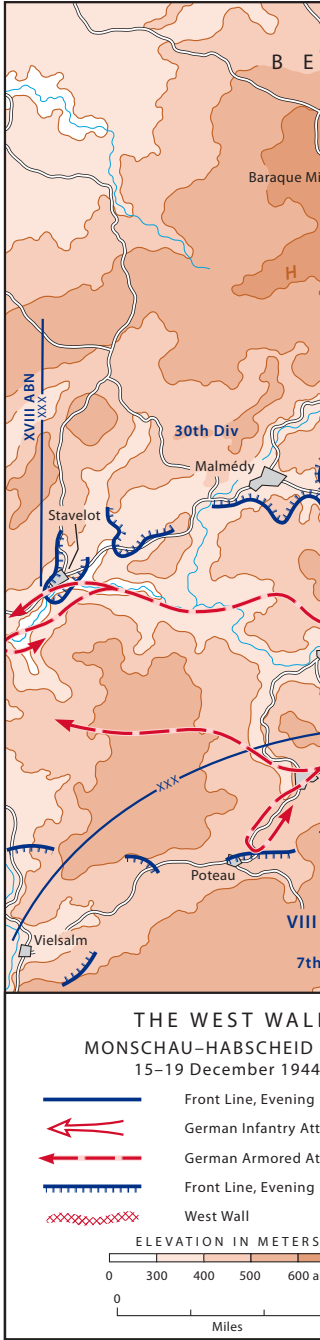 B E
Baraque Mi
H
XVIII ABN
XXX
30th Div
Malmédy
Stavelot
XXX
Poteau
VIII
Vielsalm
7th
THE WEST WAL
MONSCHAU–HABSCHEID
15–19 December 1944
Front Line, Evening
German Infantry Att
German Armored At
Front Line, Evening
West Wall
ELEVATION IN METERS
0 300 400 500 600 a
0
Miles